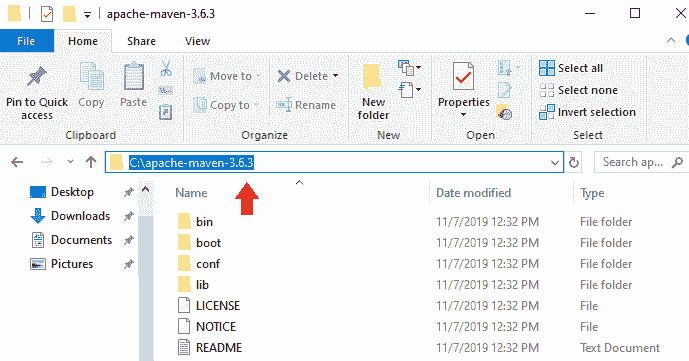 apache-maven-3.6.3
File Home Share View
Pin to Quick access
Copy
Paste
Move to
Copy to
Delete
Rename
New folder
Properties
Select all
Select none
Invert selection
Clipboard Organize New Open Select
C:\apache-maven-3.6.3 Search ap...
Desktop
Downloads
Documents
Pictures
Name Date modified Type
bin 11/7/2019 12:32 PM File folder
boot 11/7/2019 12:32 PM File folder
conf 11/7/2019 12:32 PM File folder
lib 11/7/2019 12:32 PM File folder
LICENSE 11/7/2019 12:32 PM File
NOTICE 11/7/2019 12:32 PM File
README 11/7/2019 12:32 PM Text Document